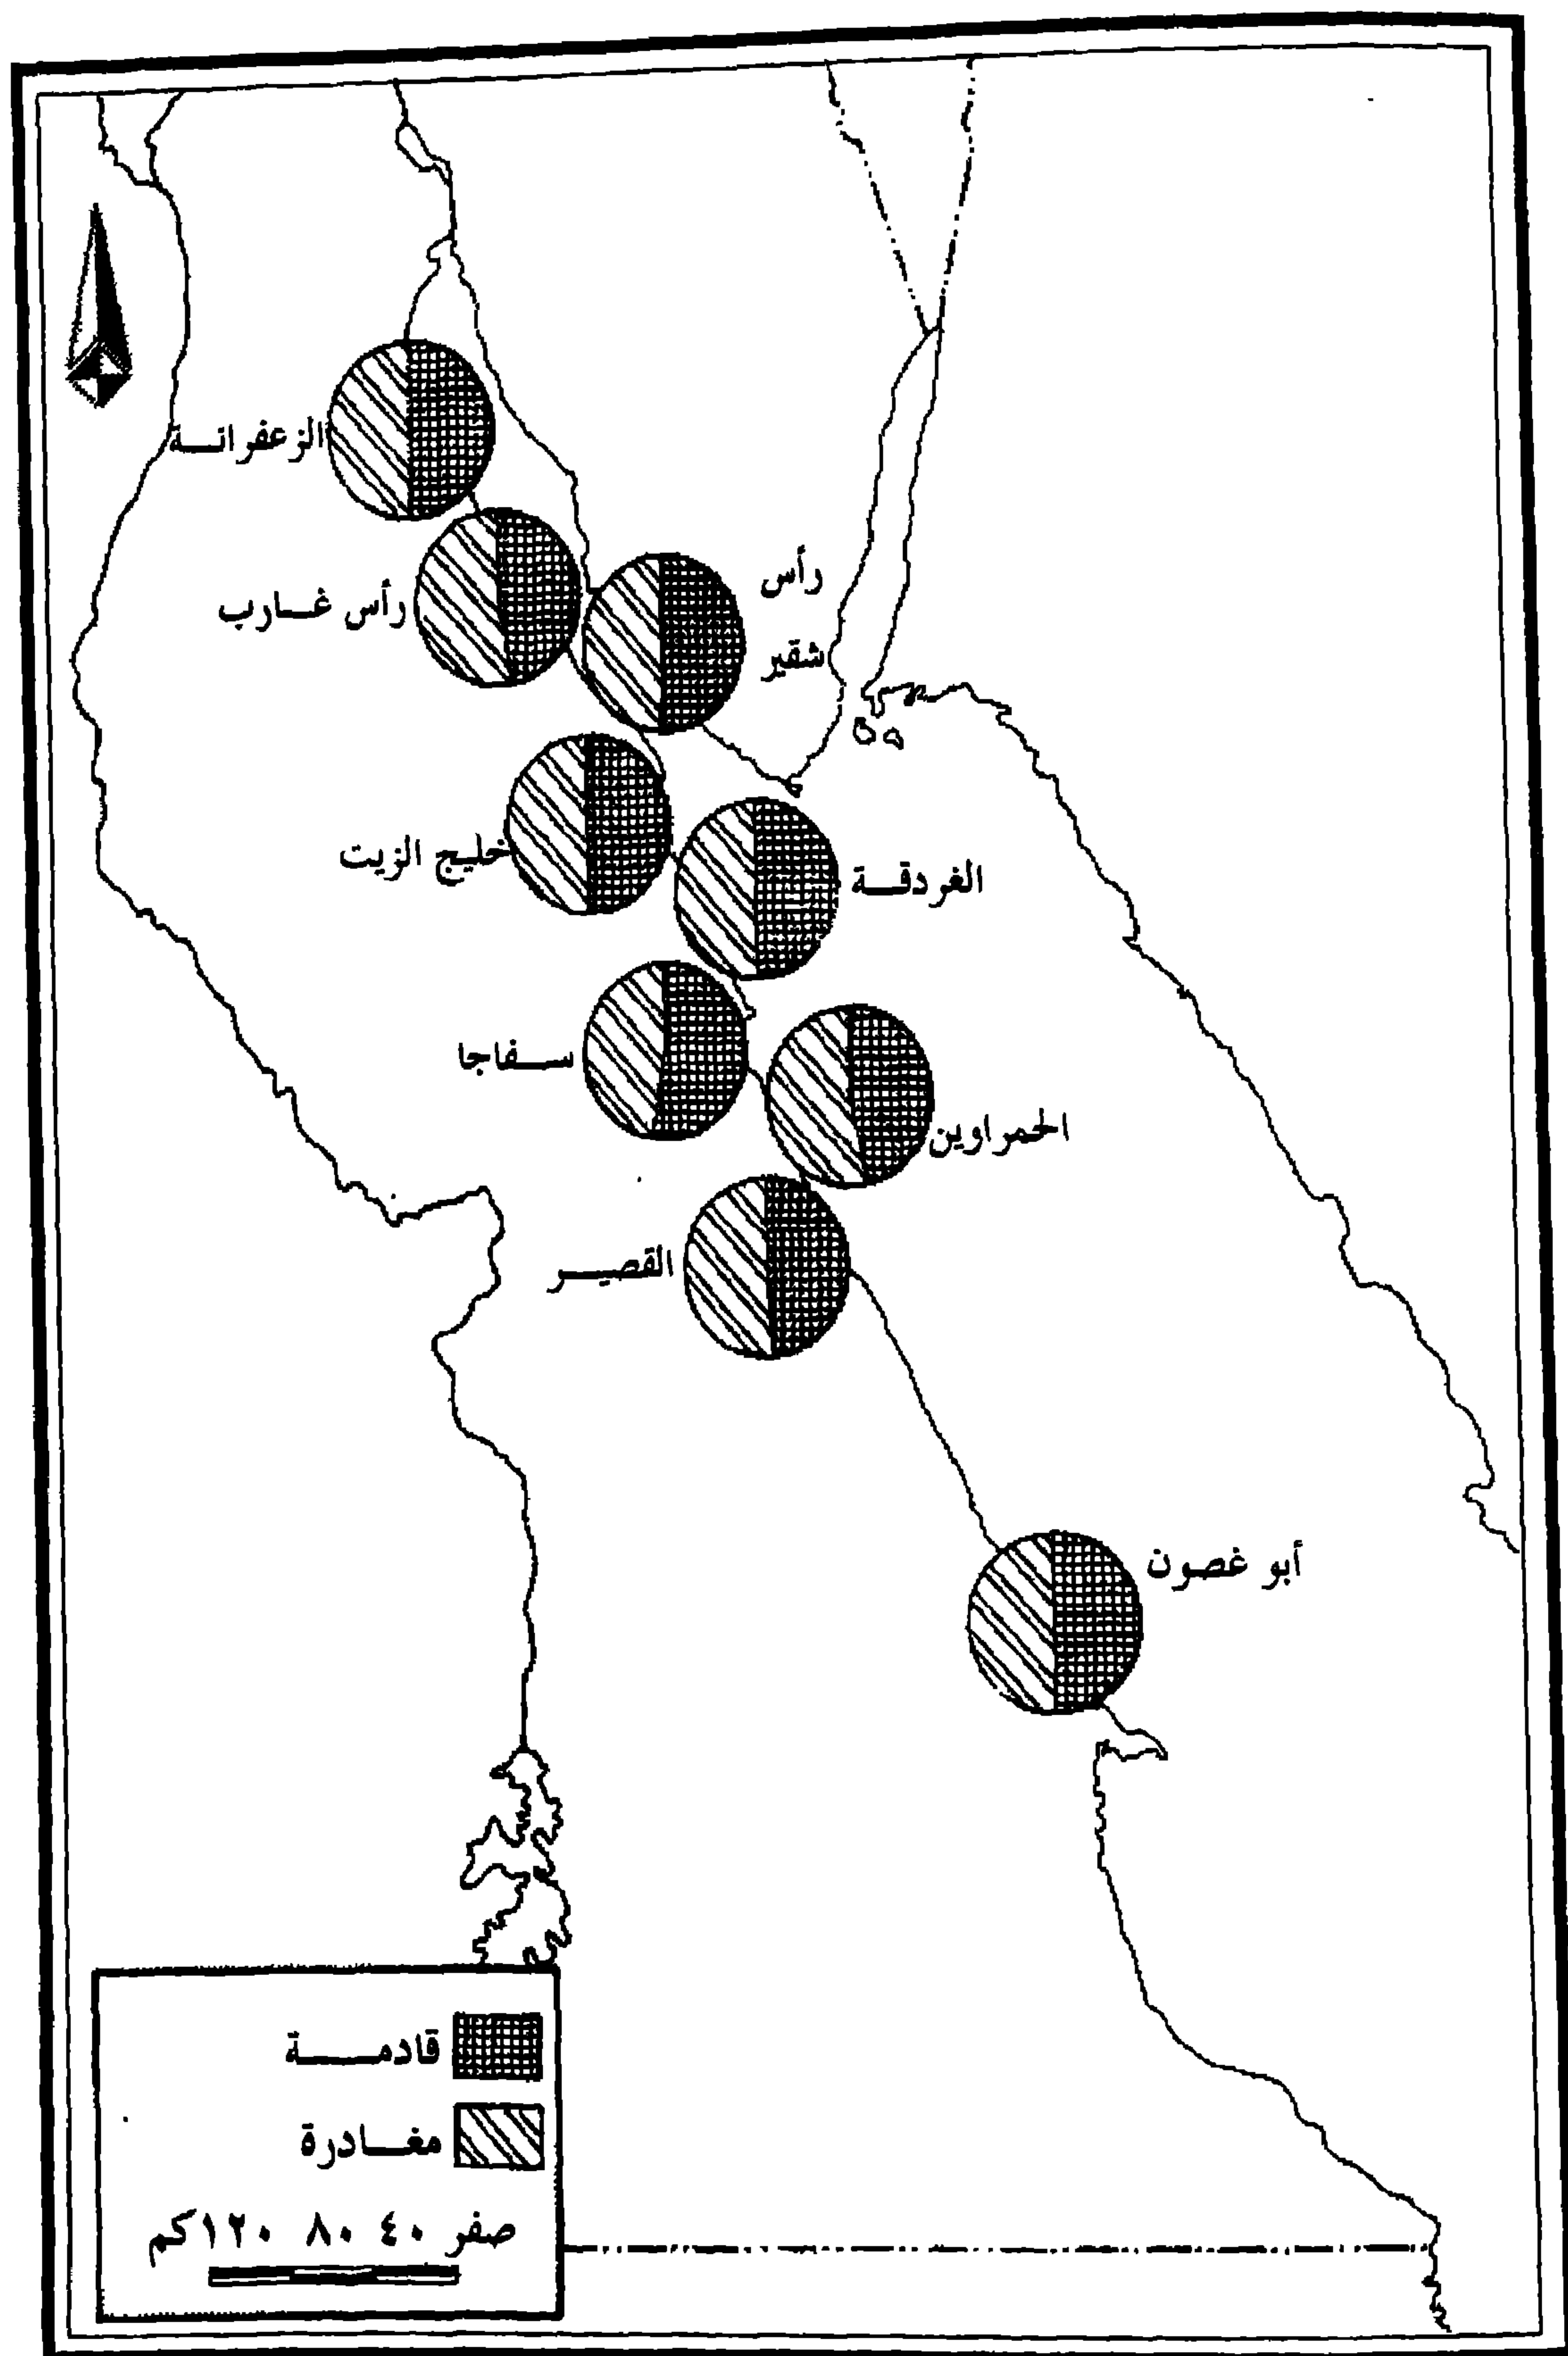 الزعفرانة
رأس
شقير
رأس غارب
خليج الزيت
الغردقة
سفاجا
الحمراوين
القصير
أبو غصون
قادمة
مغادرة
صفر ٤٠ ٨٠ ١٢٠كم